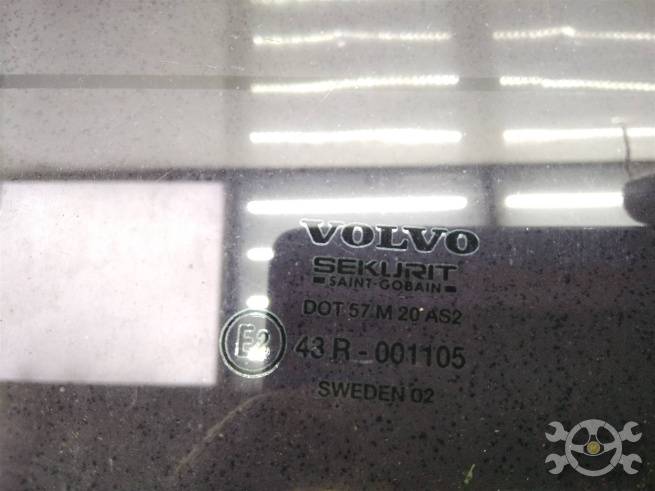 VOLVO
SEKURIT
SAINT-GOBAIN
DOT 57 M 20 AS2
E2 43 R - 001105
SWEDEN 02